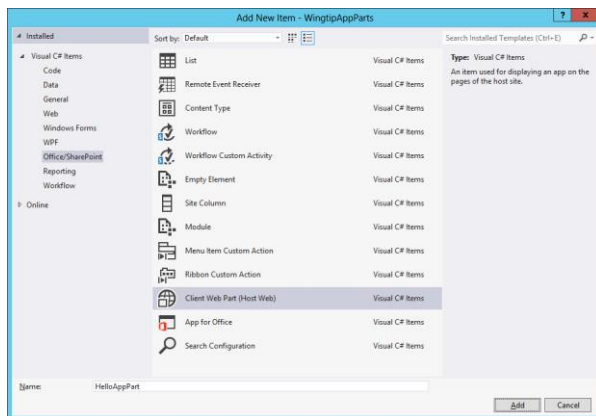 Add New Item - WingtipAppParts
? x
Installed
Sort by: Default
Search Installed Templates (Ctrl+E)
Visual C# Items
Code
Data
General
Web
Windows Forms
WPF
Office/SharePoint
Reporting
Workflow
Online
List Visual C# Items
Remote Event Receiver Visual C# Items
Content Type Visual C# Items
Workflow Visual C# Items
Workflow Custom Activity Visual C# Items
Empty Element Visual C# Items
Site Column Visual C# Items
Module Visual C# Items
Menu Item Custom Action Visual C# Items
Ribbon Custom Action Visual C# Items
Client Web Part (Host Web) Visual C# Items
App for Office Visual C# Items
Search Configuration Visual C# Items
Type: Visual C# Items
An item used for displaying an app on the
pages of the host site.
Name: HelloAppPart
Add Cancel